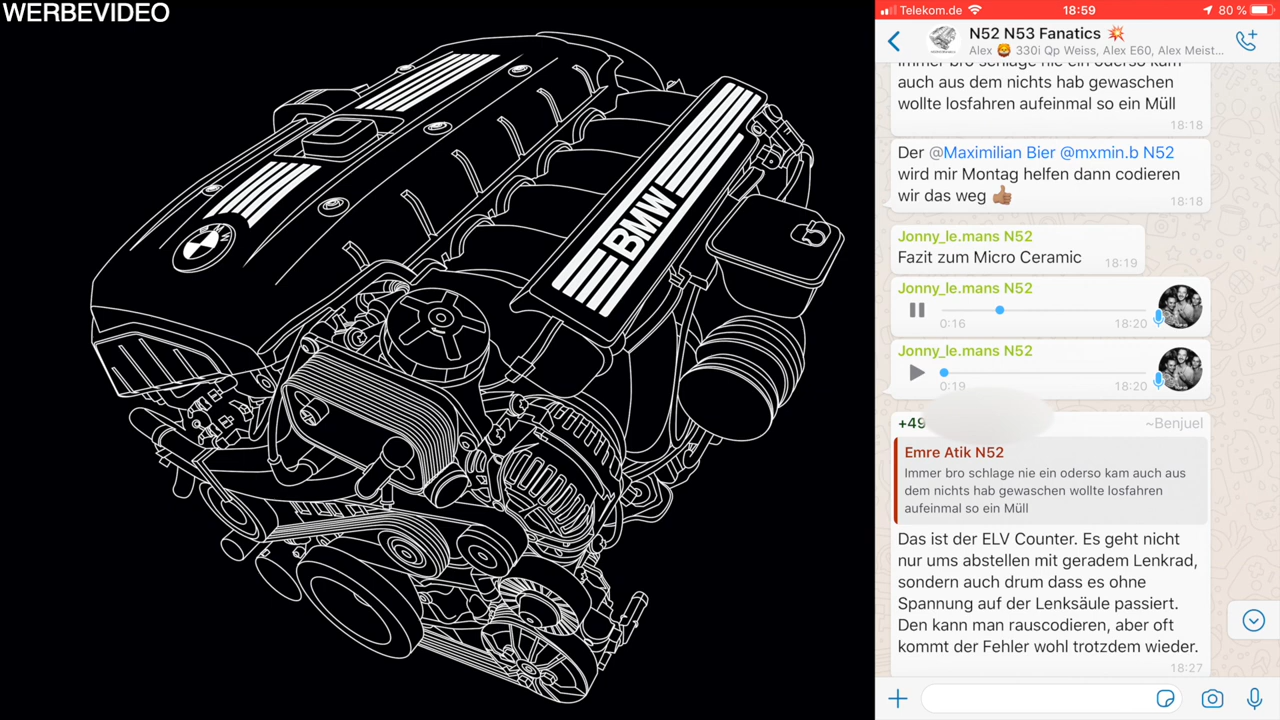 WERBEVIDEO
BMW
Telekom.de
18:59
80 %
N52 N53 Fanatics 💥
Alex 🦁 330i Qp Weiss, Alex E60, Alex Meist...
Immer bro schlage nie ein oderso kam
auch aus dem nichts hab gewaschen
wollte losfahren aufeinmal so ein Müll
18:18
Der @Maximilian Bier @mxmin.b N52
wird mir Montag helfen dann codieren
wir das weg 👍🏽
18:18
Jonny_le.mans N52
Fazit zum Micro Ceramic
18:19
Jonny_le.mans N52
0:16
18:20
Jonny_le.mans N52
0:19
18:20
+49
~Benjuel
Emre Atik N52
Immer bro schlage nie ein oderso kam auch aus
dem nichts hab gewaschen wollte losfahren
aufeinmal so ein Müll
Das ist der ELV Counter. Es geht nicht
nur ums abstellen mit geradem Lenkrad,
sondern auch drum dass es ohne
Spannung auf der Lenksäule passiert.
Den kann man rauscodieren, aber oft
kommt der Fehler wohl trotzdem wieder.
18:27